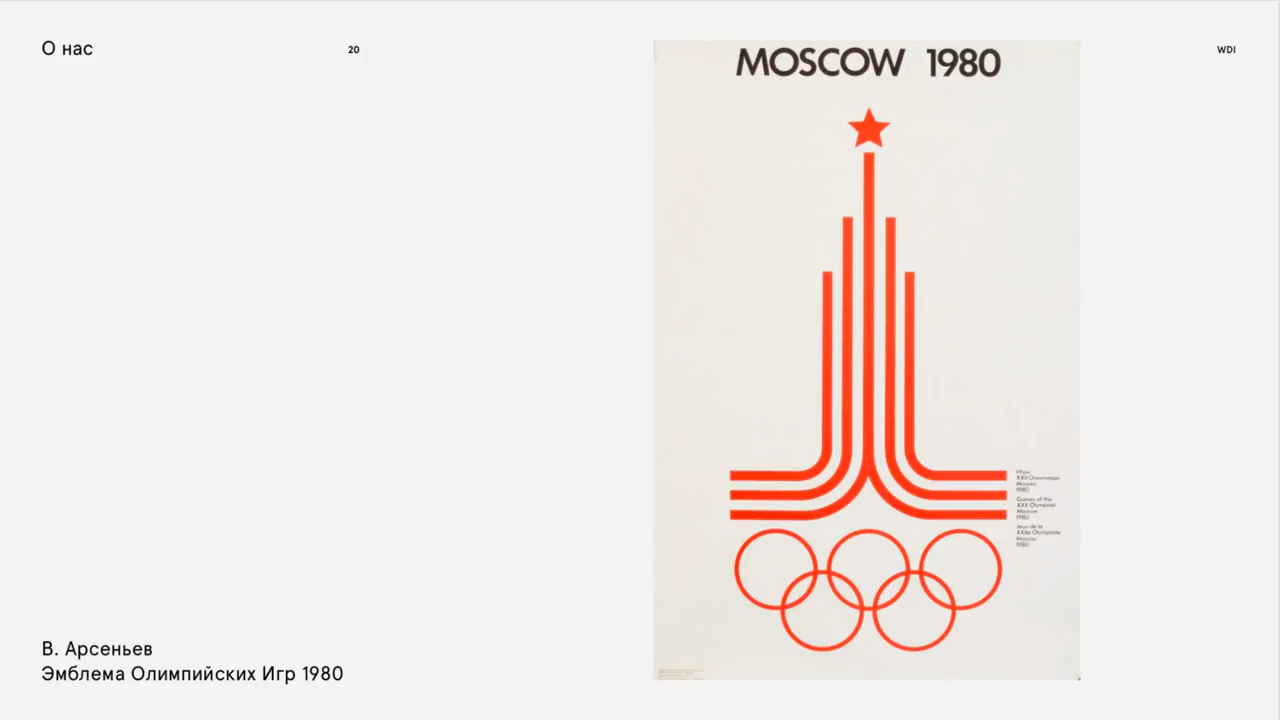 О нас
20
WDI
MOSCOW 1980
Игры
XXII Олимпиады
Москва
1980
Games of the
XXII Olympiad
Moscow
1980
Jeux de la
XXIIe Olympiade
Moscou
1980
В. Арсеньев
Эмблема Олимпийских Игр 1980